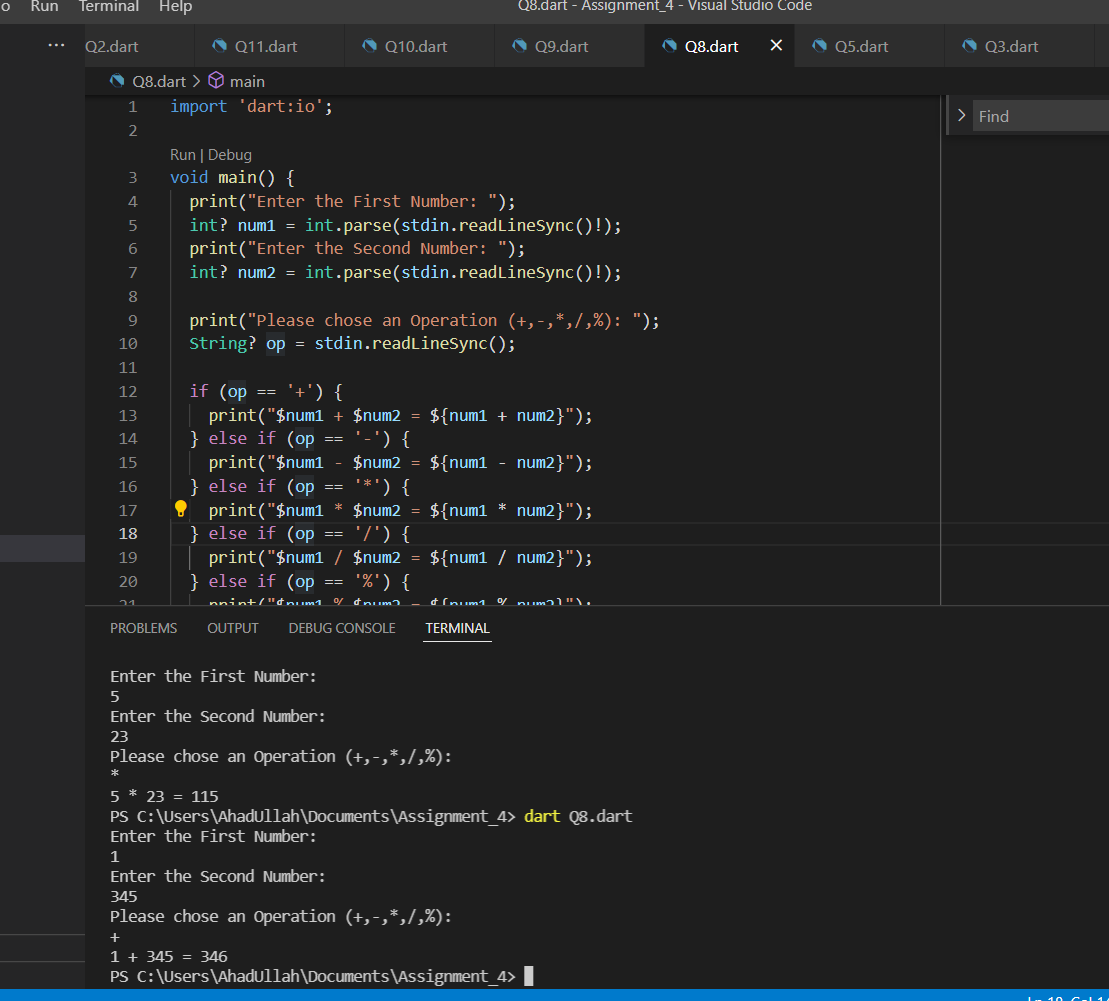 o Run Terminal Help Q8.dart - Assignment_4 - Visual Studio Code
··· Q2.dart Q11.dart Q10.dart Q9.dart Q8.dart × Q5.dart Q3.dart
Q8.dart > main
1 import 'dart:io';
> Find
2
Run | Debug
3 void main() {
4 print("Enter the First Number: ");
5 int? num1 = int.parse(stdin.readLineSync()!);
6 print("Enter the Second Number: ");
7 int? num2 = int.parse(stdin.readLineSync()!);
8
9 print("Please chose an Operation (+,-,*,/,%): ");
10 String? op = stdin.readLineSync();
11
12 if (op == '+') {
13 print("$num1 + $num2 = ${num1 + num2}");
14 } else if (op == '-') {
15 print("$num1 - $num2 = ${num1 - num2}");
16 } else if (op == '*') {
17 print("$num1 * $num2 = ${num1 * num2}");
18 } else if (op == '/') {
19 print("$num1 / $num2 = ${num1 / num2}");
20 } else if (op == '%') {
21 print("$num1 % $num2 = ${num1 % num2}");
PROBLEMS OUTPUT DEBUG CONSOLE TERMINAL
Enter the First Number:
5
Enter the Second Number:
23
Please chose an Operation (+,-,*,/,%):
*
5 * 23 = 115
PS C:\Users\AhadUllah\Documents\Assignment_4> dart Q8.dart
Enter the First Number:
1
Enter the Second Number:
345
Please chose an Operation (+,-,*,/,%):
+
1 + 345 = 346
PS C:\Users\AhadUllah\Documents\Assignment_4>